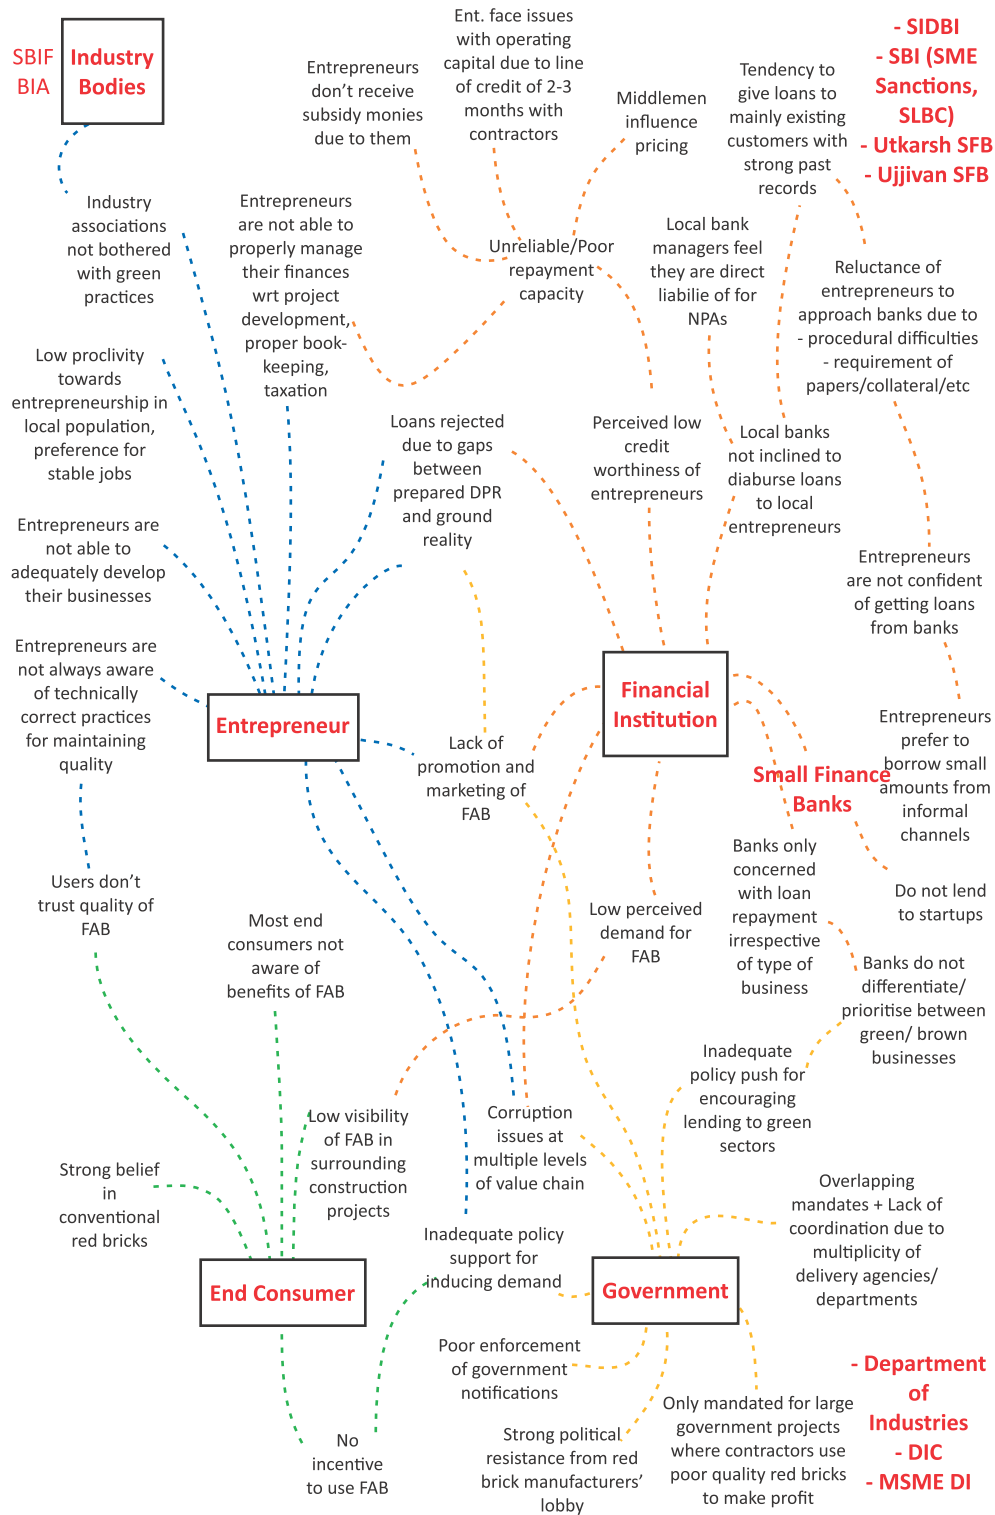 SBIF
BIA
Industry
Bodies
Entrepreneurs
don't receive
subsidy monies
due to them
Ent. face issues
with operating
capital due to line
of credit of 2-3
months with
contractors
Middlemen
influence
pricing
Tendency to
give loans to
mainly existing
customers with
strong past
records
- SIDBI
- SBI (SME
Sanctions,
SLBC)
- Utkarsh SFB
- Ujjivan SFB
Industry
associations
not bothered
with green
practices
Entrepreneurs
are not able to
properly manage
their finances
wrt project
development,
proper book-
keeping,
taxation
Unreliable/Poor
repayment
capacity
Local bank
managers feel
they are direct
liabilie of for
NPAs
Reluctance of
entrepreneurs to
approach banks due to
- procedural difficulties
- requirement of
papers/collateral/etc
Low proclivity
towards
entrepreneurship in
local population,
preference for
stable jobs
Loans rejected
due to gaps
between
prepared DPR
and ground
reality
Perceived low
credit
worthiness of
entrepreneurs
Local banks
not inclined to
diaburse loans
to local
entrepreneurs
Entrepreneurs are
not able to
adequately develop
their businesses
Entrepreneurs
are not confident
of getting loans
from banks
Entrepreneurs are
not always aware
of technically
correct practices
for maintaining
quality
Entrepreneur
Financial
Institution
Lack of
promotion and
marketing of
FAB
Small Finance
Banks
Entrepreneurs
prefer to
borrow small
amounts from
informal
channels
Users don't
trust quality of
FAB
Most end
consumers not
aware of
benefits of FAB
Low perceived
demand for
FAB
Banks only
concerned
with loan
repayment
irrespective
of type of
business
Do not lend
to startups
Banks do not
differentiate/
prioritise between
green/ brown
businesses
Inadequate
policy push for
encouraging
lending to green
sectors
Low visibility
of FAB in
surrounding
construction
projects
Corruption
issues at
multiple levels
of value chain
Strong belief
in
conventional
red bricks
Overlapping
mandates + Lack of
coordination due to
multiplicity of
delivery agencies/
departments
Inadequate policy
support for
inducing demand
End Consumer
Government
Poor enforcement
of government
notifications
Only mandated for large
government projects
where contractors use
poor quality red bricks
to make profit
- Department
of
Industries
- DIC
- MSME DI
No
incentive
to use FAB
Strong political
resistance from red
brick manufacturers'
lobby